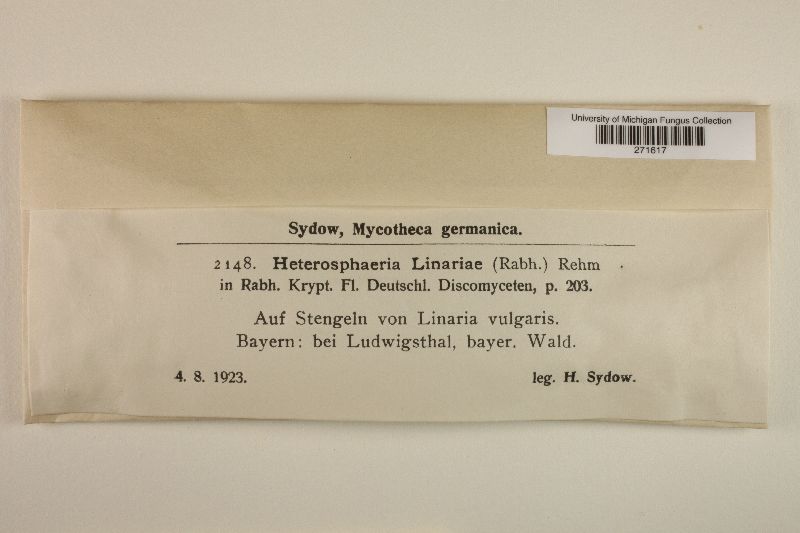 University of Michigan Fungus Collection
271617
Sydow, Mycotheca germanica.
2148. Heterosphaeria Linariae (Rabh.) Rehm
in Rabh. Krypt. Fl. Deutschl. Discomyceten, p. 203.
Auf Stengeln von Linaria vulgaris.
Bayern: bei Ludwigsthal, bayer. Wald.
4. 8. 1923. leg. H. Sydow.